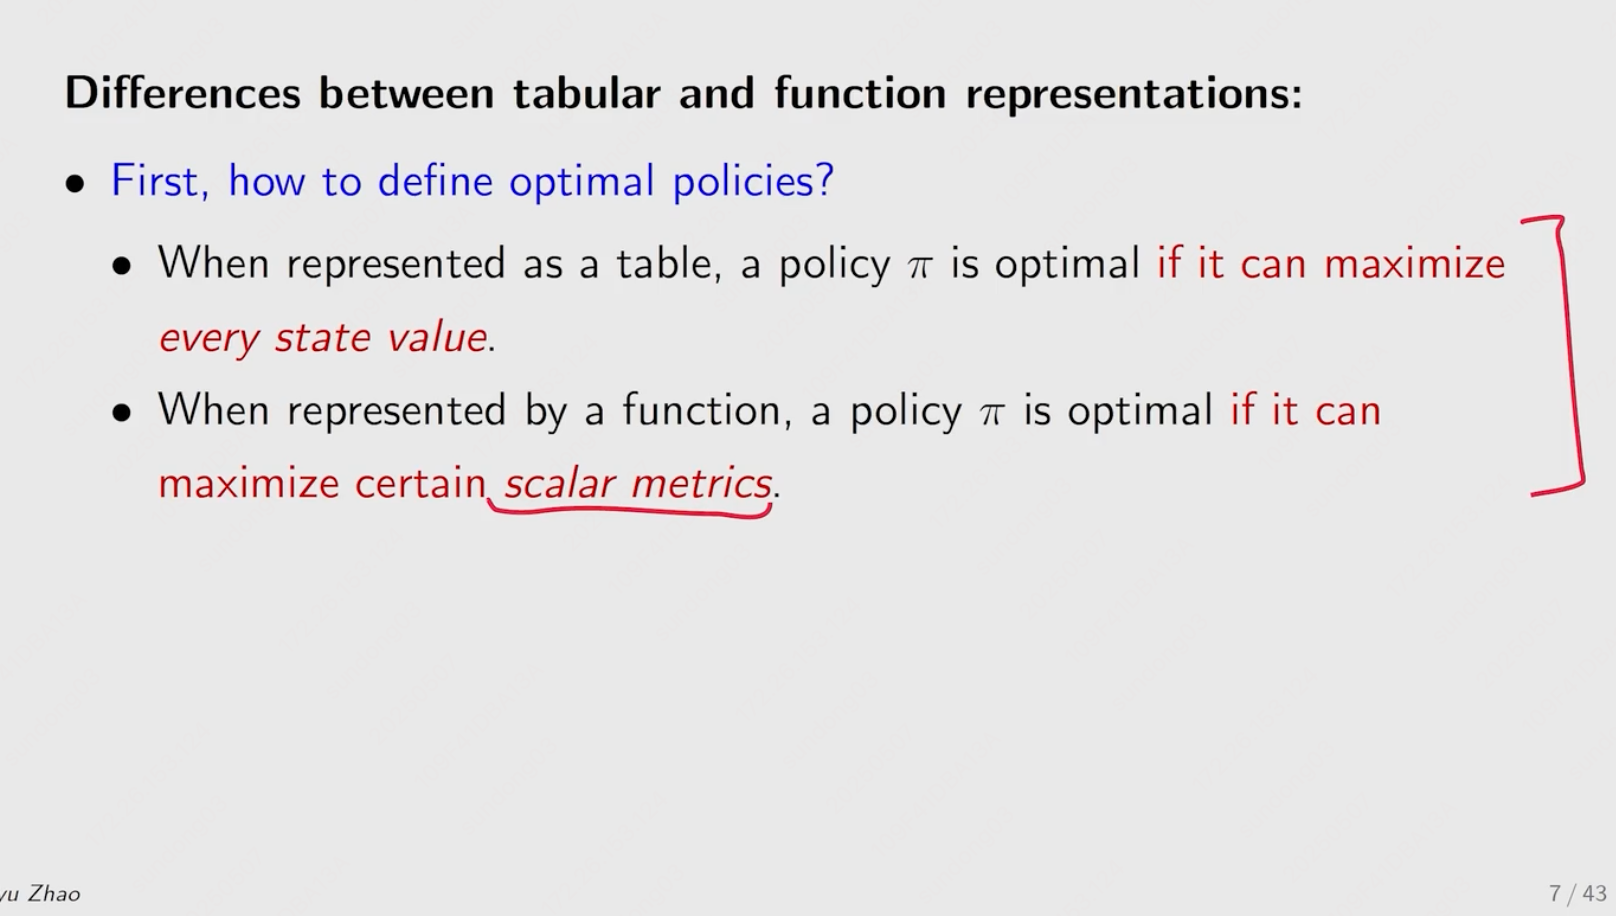 Differences between tabular and function representations:
• First, how to define optimal policies?
• When represented as a table, a policy π is optimal if it can maximize
every state value.
• When represented by a function, a policy π is optimal if it can
maximize certain scalar metrics.
yu Zhao
7 / 43